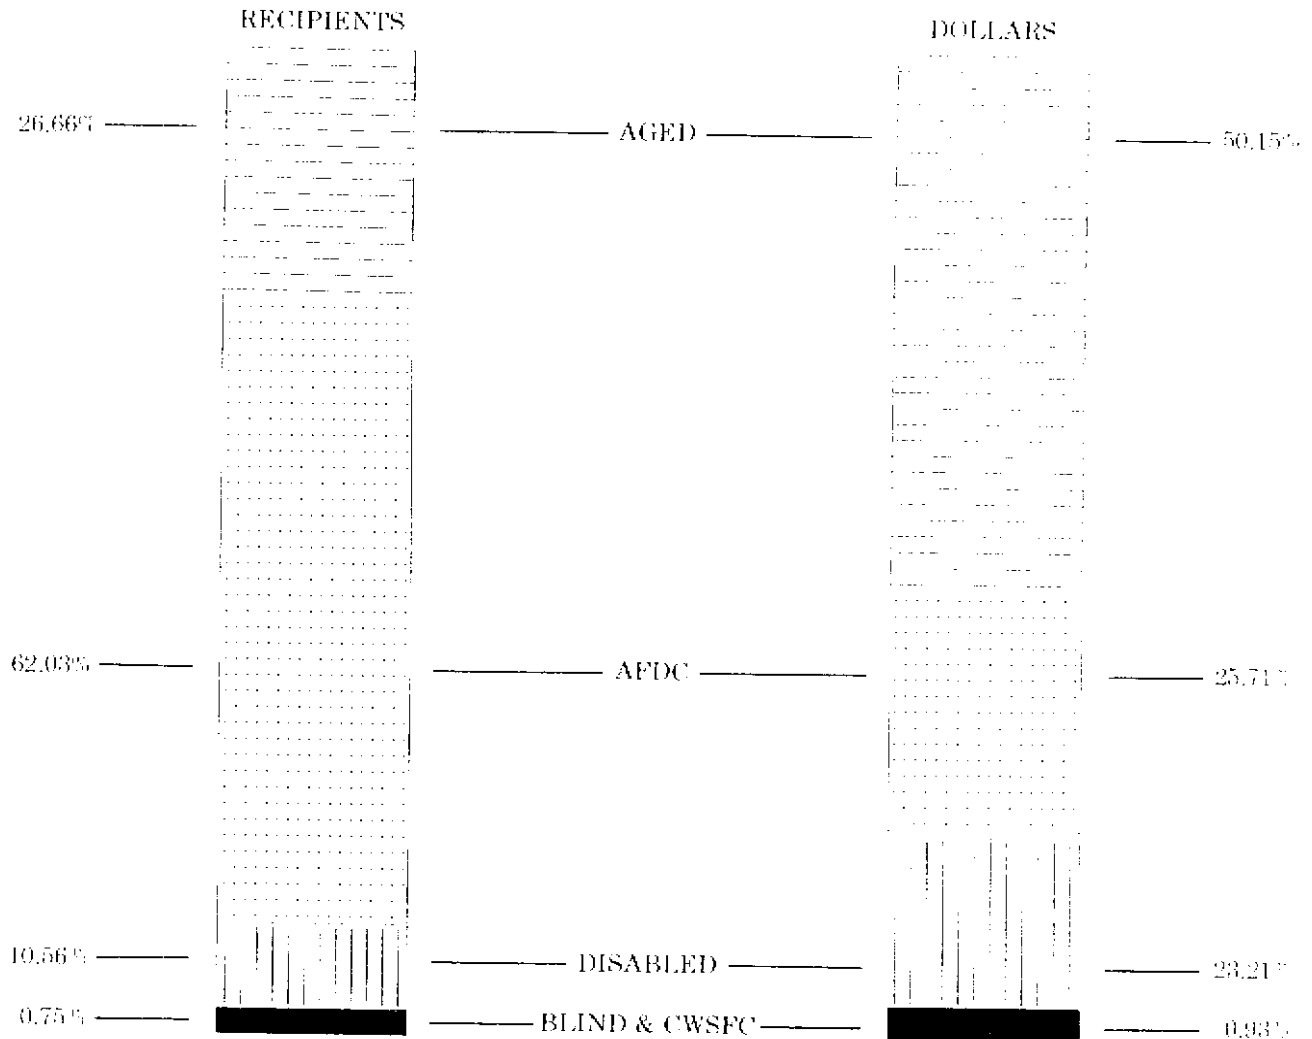 RECIPIENTS
DOLLARS
26.66%
AGED
50.15%
62.03%
AFDC
25.71%
10.56%
DISABLED
23.21%
0.75%
BLIND & CWSFC
0.93%